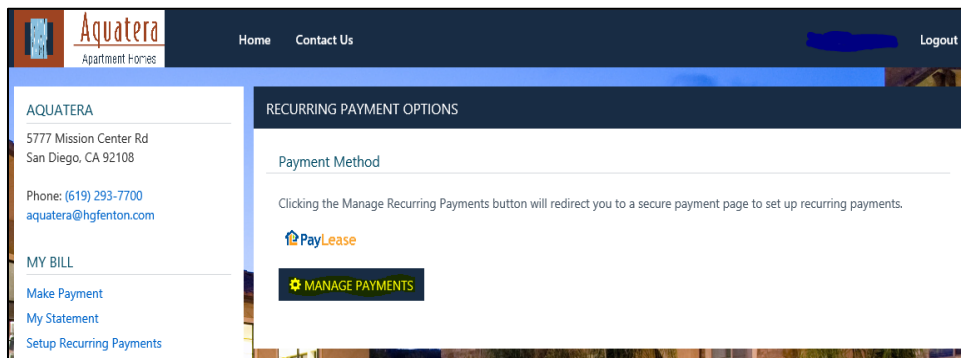 Aquatera
Apartment Homes
Home Contact Us
Logout
AQUATERA
5777 Mission Center Rd
San Diego, CA 92108
Phone: (619) 293-7700
aquatera@hgfenton.com
MY BILL
Make Payment
My Statement
Setup Recurring Payments
RECURRING PAYMENT OPTIONS
Payment Method
Clicking the Manage Recurring Payments button will redirect you to a secure payment page to set up recurring payments.
PayLease
MANAGE PAYMENTS